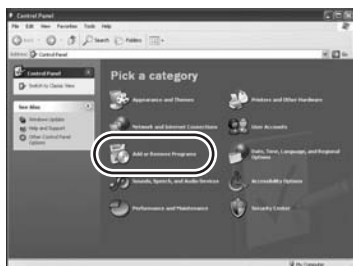 Control Panel
File Edit View Favorites Tools Help
Back Search Folders
Address Control Panel
Control Panel
Switch to Classic View
See Also
Windows Update
Help and Support
Other Control Panel
Options
Pick a category
Appearance and Themes
Printers and Other Hardware
Network and Internet Connections
User Accounts
Add or Remove Programs
Date, Time, Language, and Regional
Options
Sounds, Speech, and Audio Devices
Accessibility Options
Performance and Maintenance
Security Center
My Computer